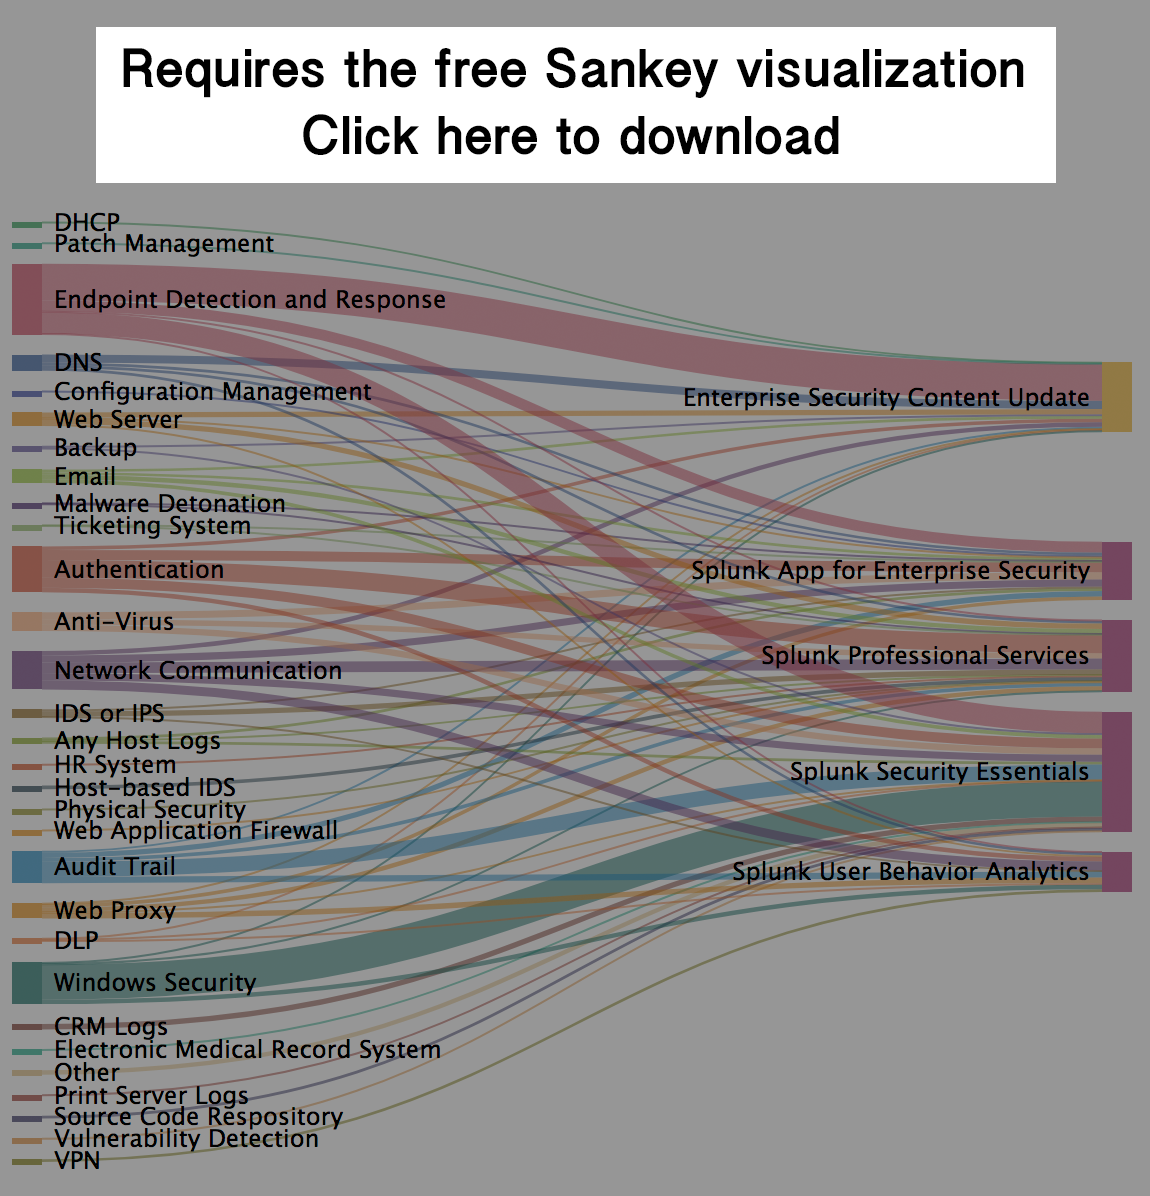 Requires the free Sankey visualization
Click here to download
DHCP
Patch Management
Endpoint Detection and Response
DNS
Configuration Management
Web Server
Backup
Email
Malware Detonation
Ticketing System
Authentication
Anti-Virus
Network Communication
IDS or IPS
Any Host Logs
HR System
Host-based IDS
Physical Security
Web Application Firewall
Audit Trail
Web Proxy
DLP
Windows Security
CRM Logs
Electronic Medical Record System
Other
Print Server Logs
Source Code Respository
Vulnerability Detection
VPN
Enterprise Security Content Update
Splunk App for Enterprise Security
Splunk Professional Services
Splunk Security Essentials
Splunk User Behavior Analytics